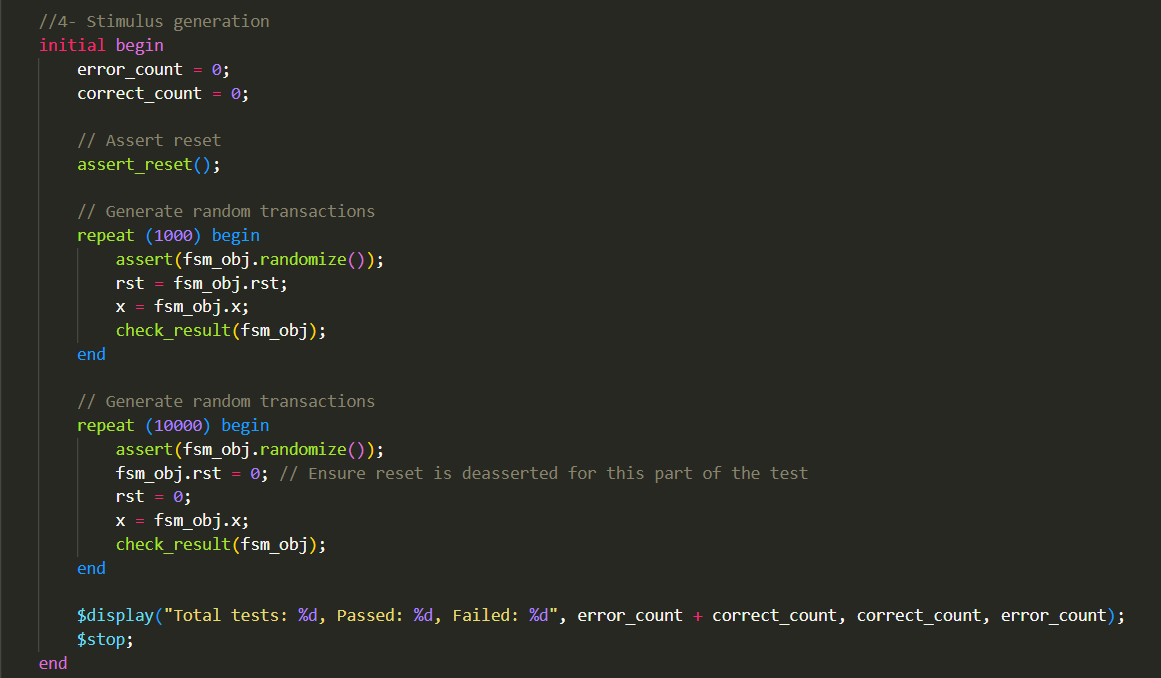 //4- Stimulus generation
initial begin
error_count = 0;
correct_count = 0;
// Assert reset
assert_reset();
// Generate random transactions
repeat (1000) begin
assert(fsm_obj.randomize());
rst = fsm_obj.rst;
x = fsm_obj.x;
check_result(fsm_obj);
end
// Generate random transactions
repeat (10000) begin
assert(fsm_obj.randomize());
fsm_obj.rst = 0; // Ensure reset is deasserted for this part of the test
rst = 0;
x = fsm_obj.x;
check_result(fsm_obj);
end
$display("Total tests: %d, Passed: %d, Failed: %d", error_count + correct_count, correct_count, error_count);
$stop;
end